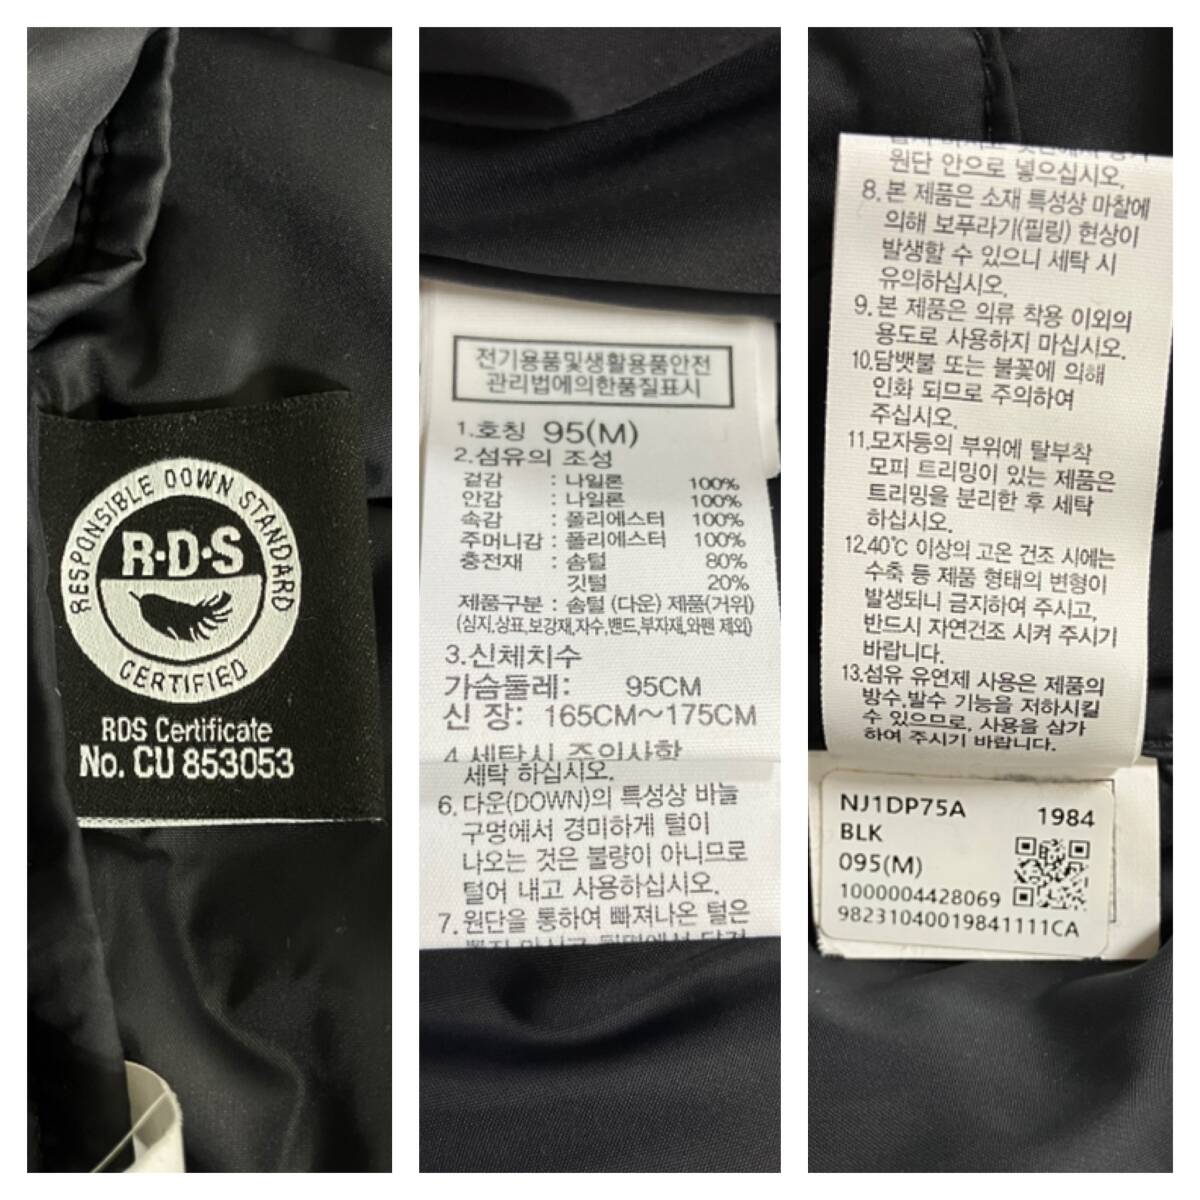 RESPONSIBLE DOWN STANDARD
R·D·S
CERTIFIED
RDS Certificate
No. CU 853053
전기용품및생활용품안전
관리법에의한품질표시
1.호칭 95(M)
2.섬유의 조성
겉감 : 나일론 100%
안감 : 나일론 100%
속감 : 폴리에스터 100%
주머니감 : 폴리에스터 100%
충전재 : 솜털 80%
깃털 20%
제품구분 : 솜털 (다운) 제품(거위)
(심지,상표,보강재,자수,밴드,부자재,와펜 제외)
3.신체치수
가슴둘레: 95CM
신 장: 165CM~175CM
4.세탁시 주의사항
세탁 하십시오.
6.다운(DOWN)의 특성상 바늘
구멍에서 경미하게 털이
나오는 것은 불량이 아니므로
털어 내고 사용하십시오.
7.원단을 통하여 빠져나온 털은
원단 안으로 넣으십시오.
8.본 제품은 소재 특성상 마찰에
의해 보푸라기(필링) 현상이
발생할 수 있으니 세탁 시
유의하십시오.
9.본 제품은 의류 착용 이외의
용도로 사용하지 마십시오.
10.담뱃불 또는 불꽃에 의해
인화 되므로 주의하여
주십시오.
11.모자등의 부위에 탈부착
모피 트리밍이 있는 제품은
트리밍을 분리한 후 세탁
하십시오.
12.40℃ 이상의 고온 건조 시에는
수축 등 제품 형태의 변형이
발생되니 금지하여 주시고,
반드시 자연건조 시켜 주시기
바랍니다.
13.섬유 유연제 사용은 제품의
방수,발수 기능을 저하시킬
수 있으므로, 사용을 삼가
하여 주시기 바랍니다.
NJ1DP75A 1984
BLK
095(M)
1000004428069
98231040019841111CA